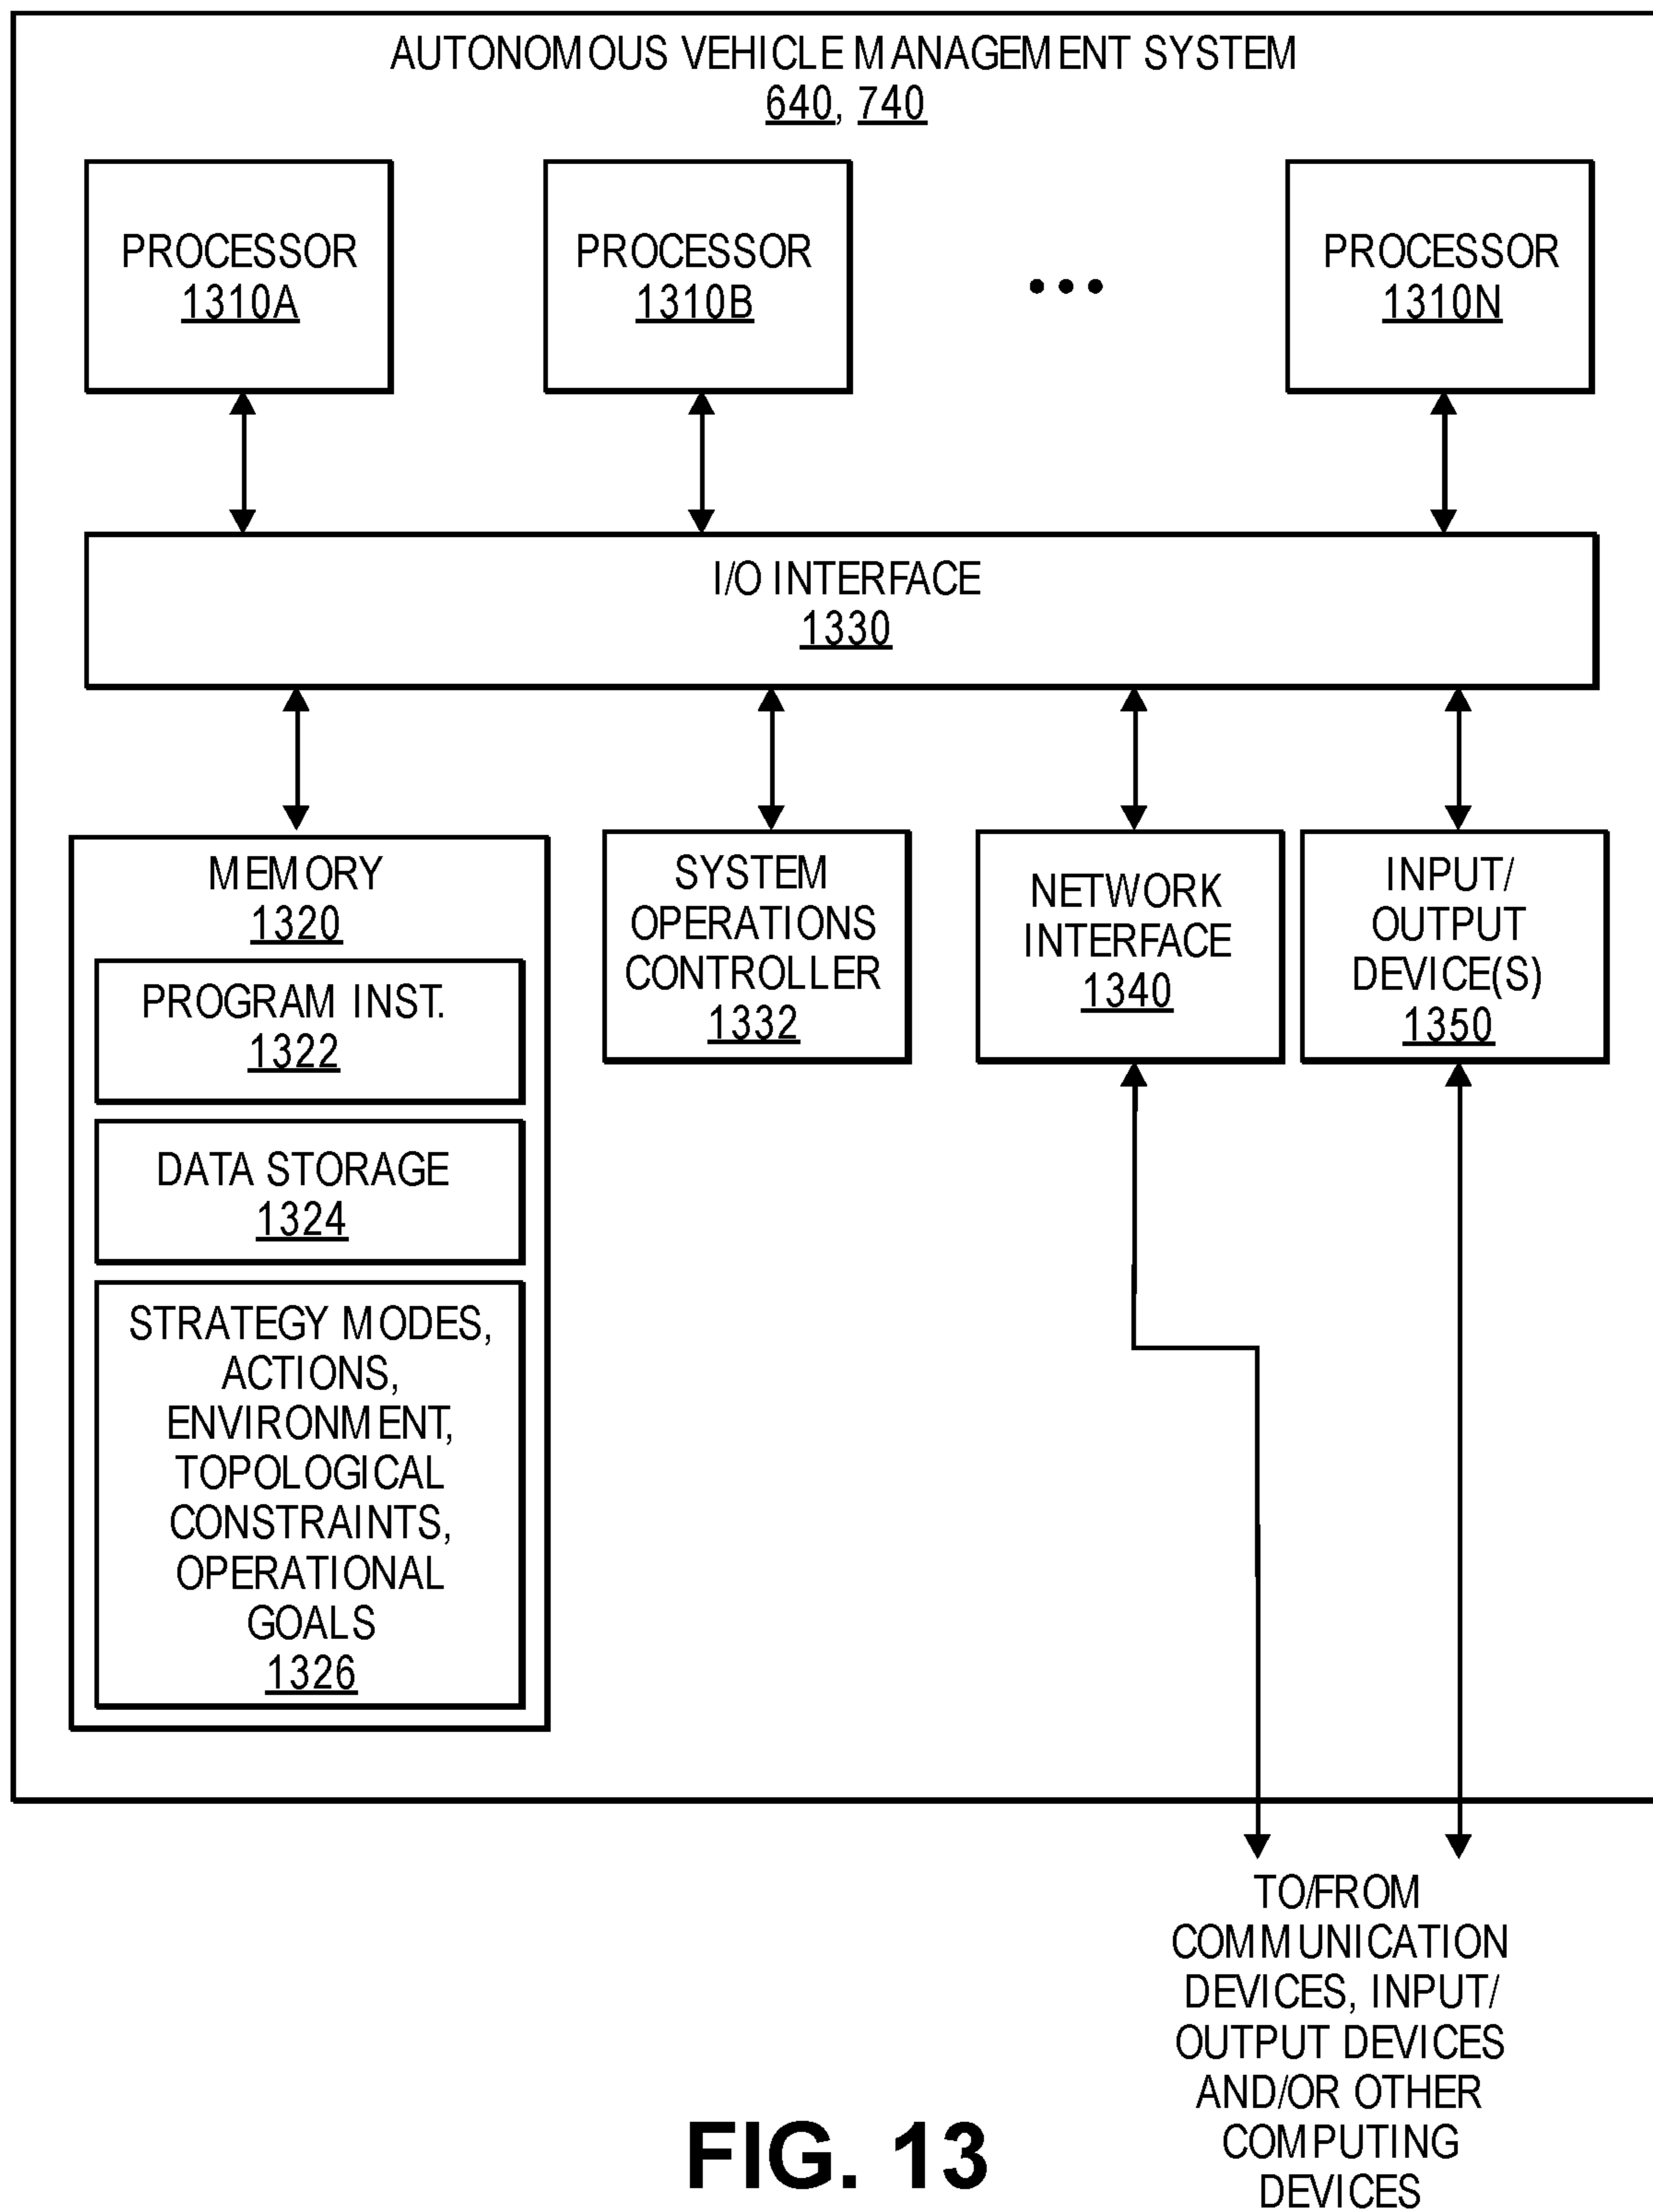 AUTONOMOUS VEHICLE MANAGEMENT SYSTEM
640, 740
PROCESSOR
1310A
PROCESSOR
1310B
PROCESSOR
1310N
I/O INTERFACE
1330
MEMORY
1320
PROGRAM INST.
1322
DATA STORAGE
1324
STRATEGY MODES,
ACTIONS,
ENVIRONMENT,
TOPOLOGICAL
CONSTRAINTS,
OPERATIONAL
GOALS
1326
SYSTEM
OPERATIONS
CONTROLLER
1332
NETWORK
INTERFACE
1340
INPUT/
OUTPUT
DEVICE(S)
1350
TO/FROM
COMMUNICATION
DEVICES, INPUT/
OUTPUT DEVICES
AND/OR OTHER
COMPUTING
DEVICES
FIG. 13